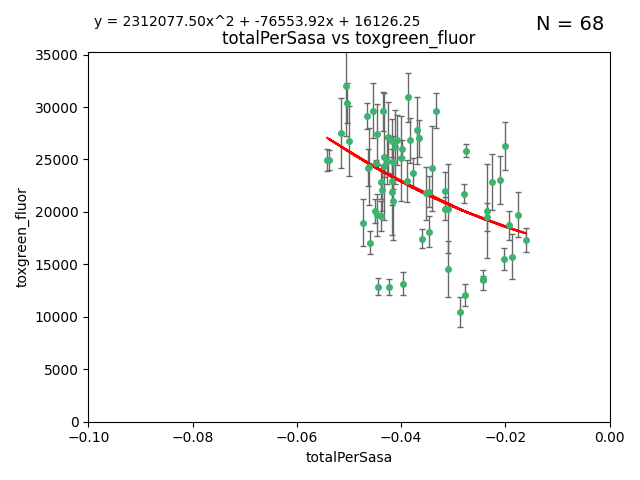 y = 2312077.50x^2 + -76553.92x + 16126.25
N = 68
totalPerSasa vs toxgreen_fluor
35000
30000
25000
20000
15000
10000
5000
0
toxgreen_fluor
−0.10
−0.08
−0.06
−0.04
−0.02
0.00
totalPerSasa